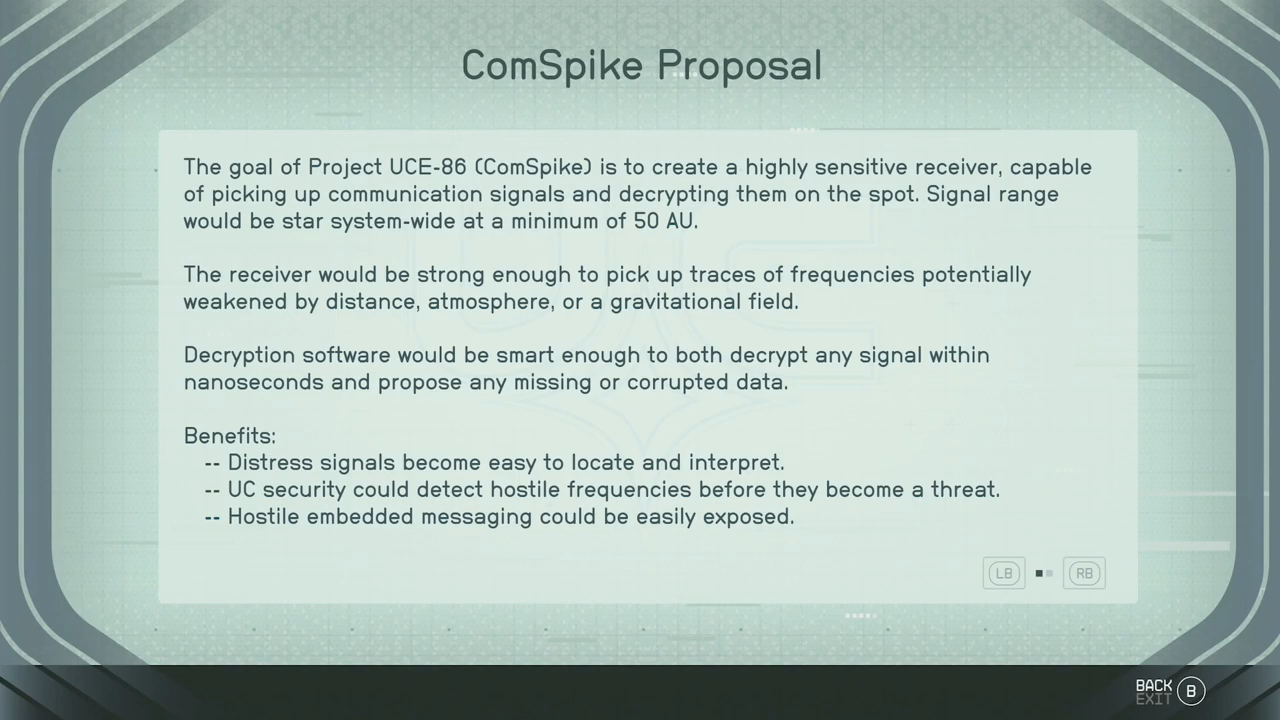 ComSpike Proposal
The goal of Project UCE-86 (ComSpike) is to create a highly sensitive receiver, capable
of picking up communication signals and decrypting them on the spot. Signal range
would be star system-wide at a minimum of 50 AU.
The receiver would be strong enough to pick up traces of frequencies potentially
weakened by distance, atmosphere, or a gravitational field.
Decryption software would be smart enough to both decrypt any signal within
nanoseconds and propose any missing or corrupted data.
Benefits:
-- Distress signals become easy to locate and interpret.
-- UC security could detect hostile frequencies before they become a threat.
-- Hostile embedded messaging could be easily exposed.
LB RB
BACK B
EXIT